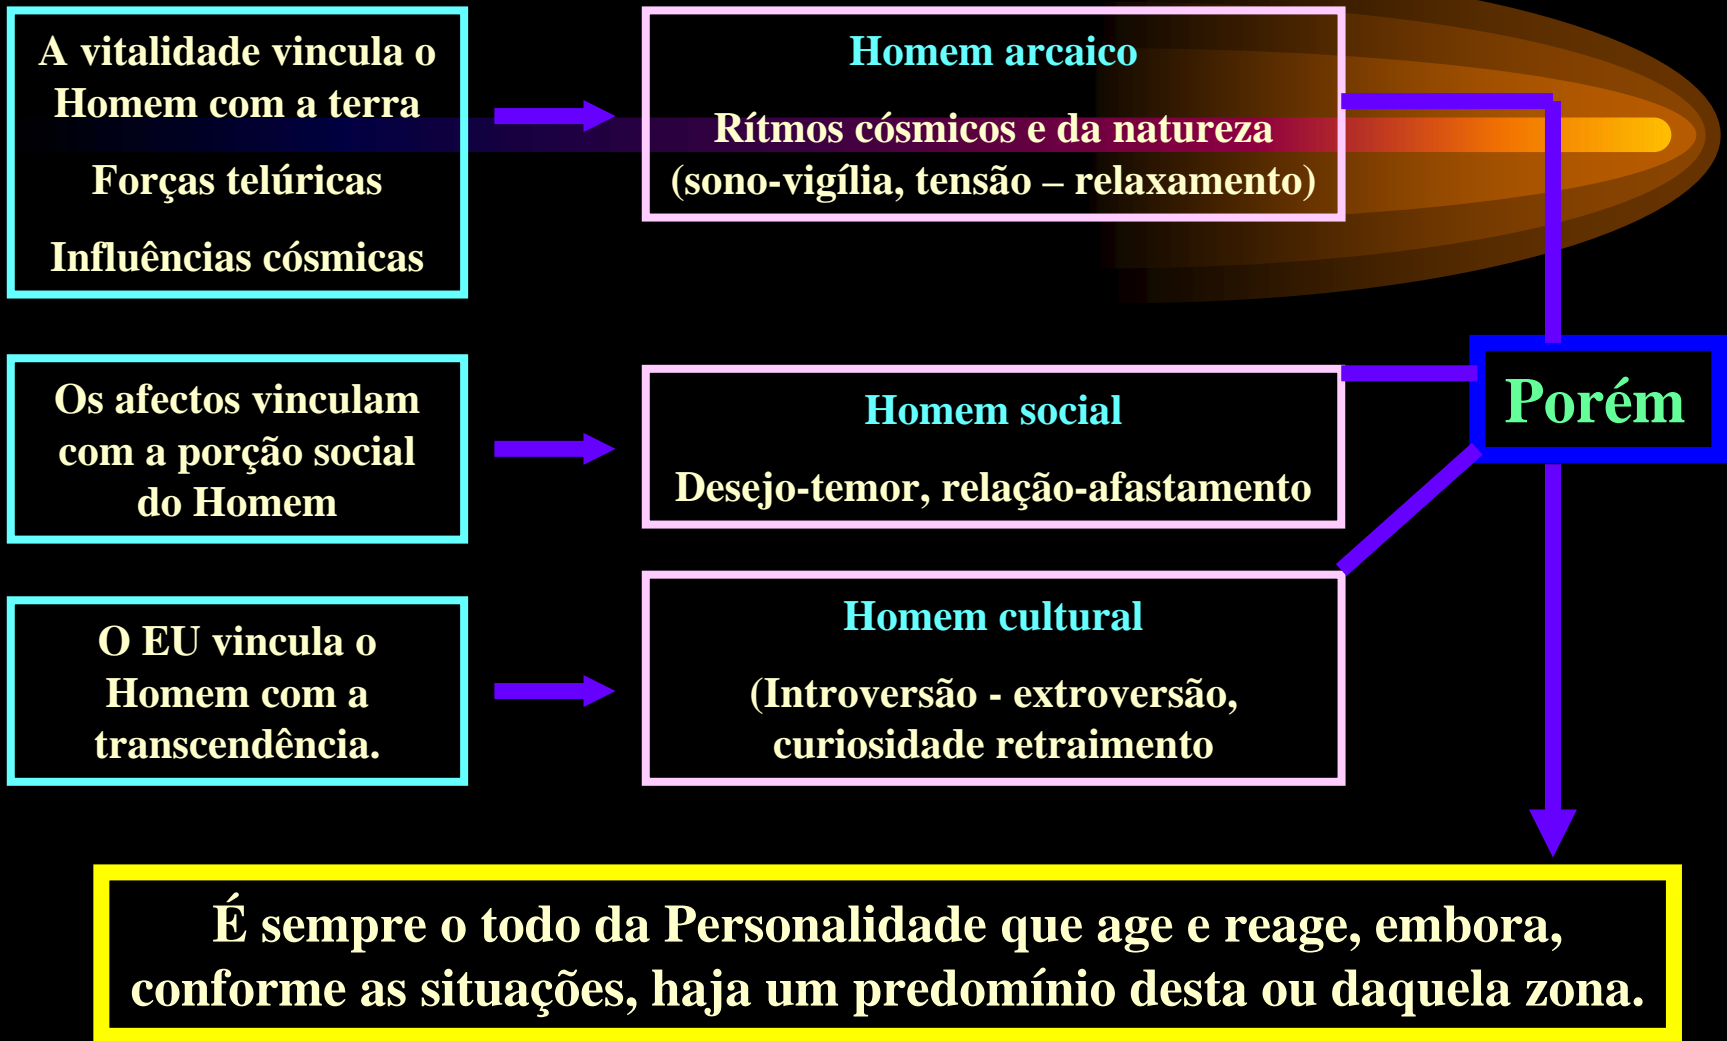 A vitalidade vincula o
Homem com a terra
Forças telúricas
Influências cósmicas
Homem arcaico
Rítmos cósmicos e da natureza
(sono-vigília, tensão – relaxamento)
Os afectos vinculam
com a porção social
do Homem
Homem social
Desejo-temor, relação-afastamento
Porém
O EU vincula o
Homem com a
transcendência.
Homem cultural
(Introversão - extroversão,
curiosidade retraimento
É sempre o todo da Personalidade que age e reage, embora,
conforme as situações, haja um predomínio desta ou daquela zona.